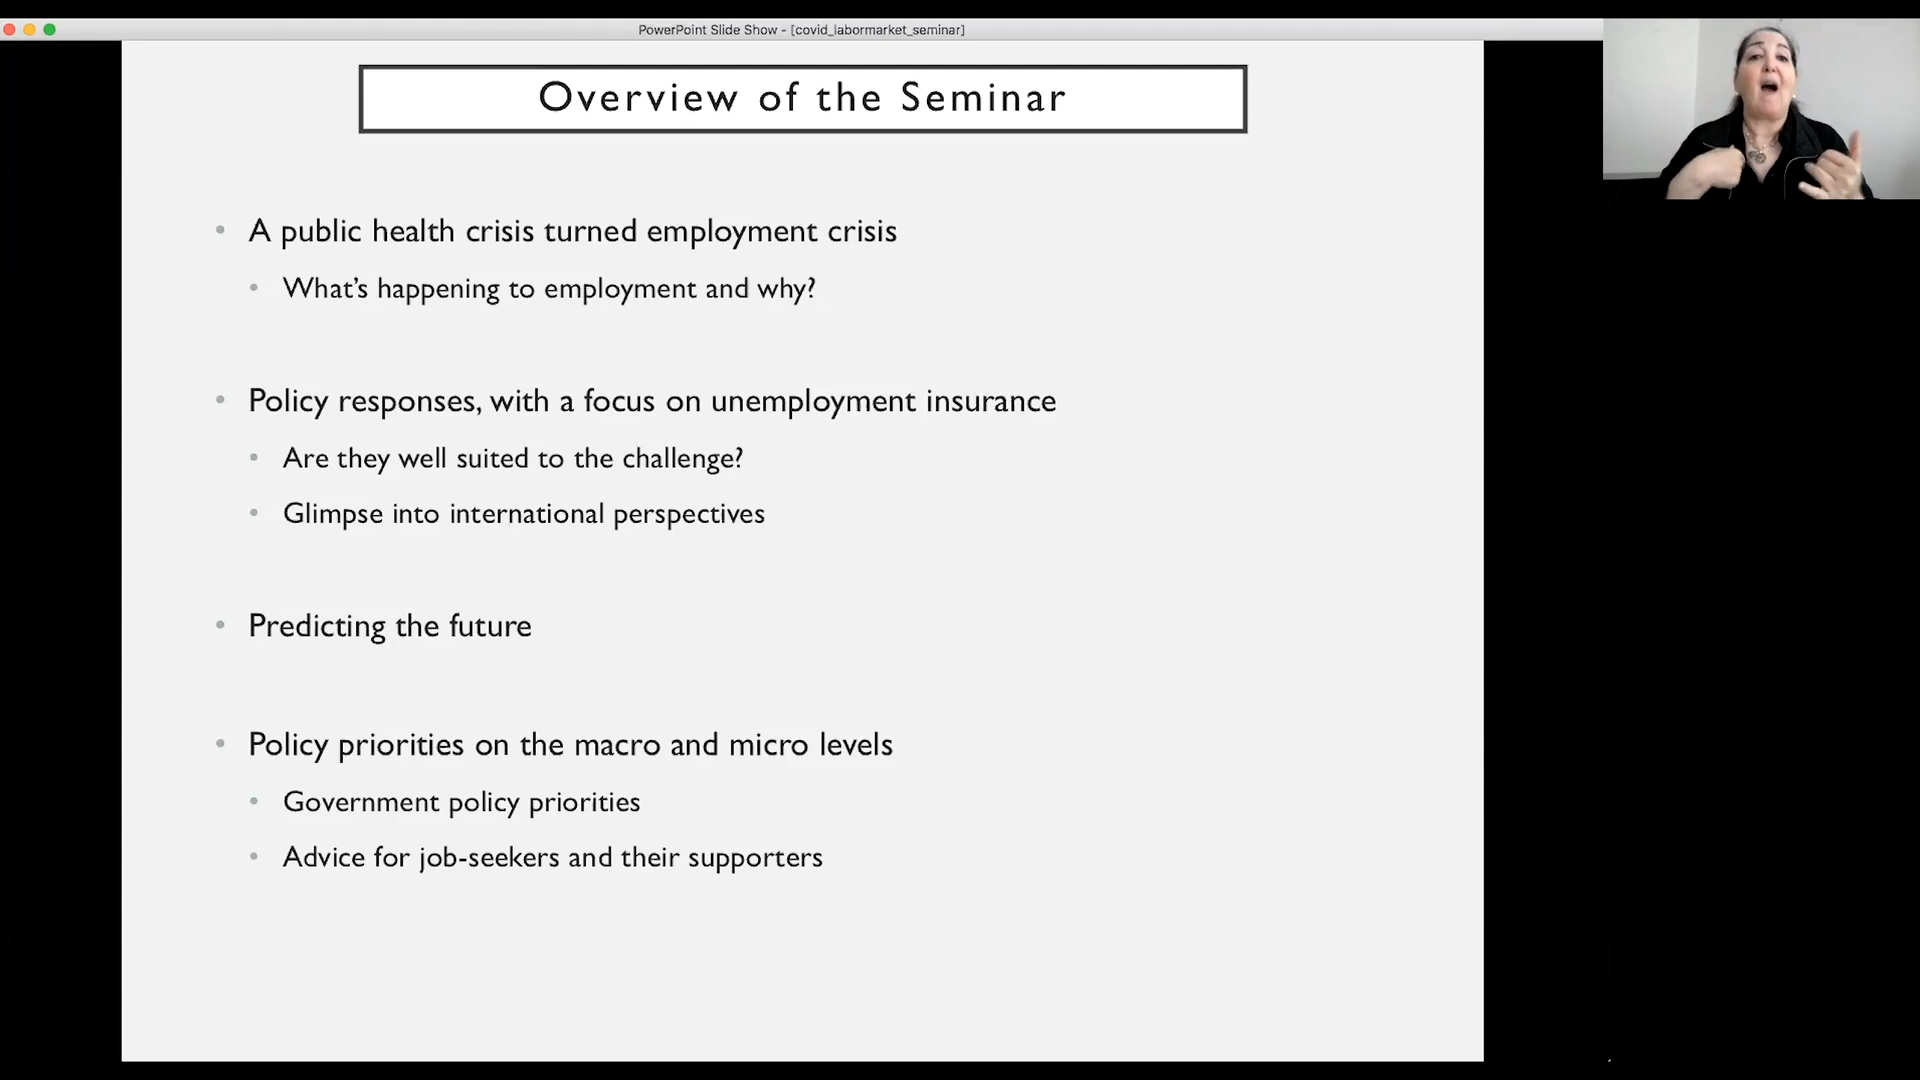 PowerPoint Slide Show - [covid_labormarket_seminar]
Overview of the Seminar
• A public health crisis turned employment crisis
• What’s happening to employment and why?
• Policy responses, with a focus on unemployment insurance
• Are they well suited to the challenge?
• Glimpse into international perspectives
• Predicting the future
• Policy priorities on the macro and micro levels
• Government policy priorities
• Advice for job-seekers and their supporters